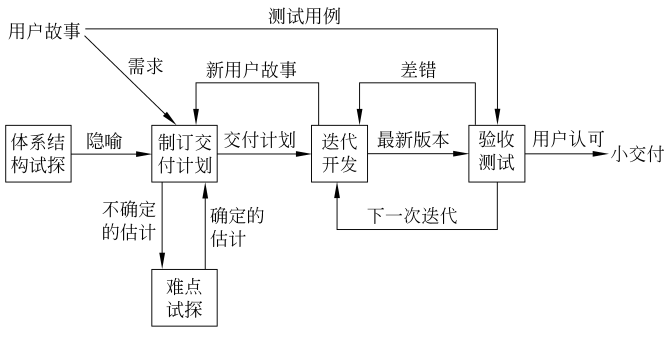 测试用例
用户故事
需求
新用户故事
差错
体系结
构试探
隐喻
制订交
付计划
交付计划
迭代
开发
最新版本
验收
测试
用户认可
小交付
不确定
的估计
确定的
估计
下一次迭代
难点
试探